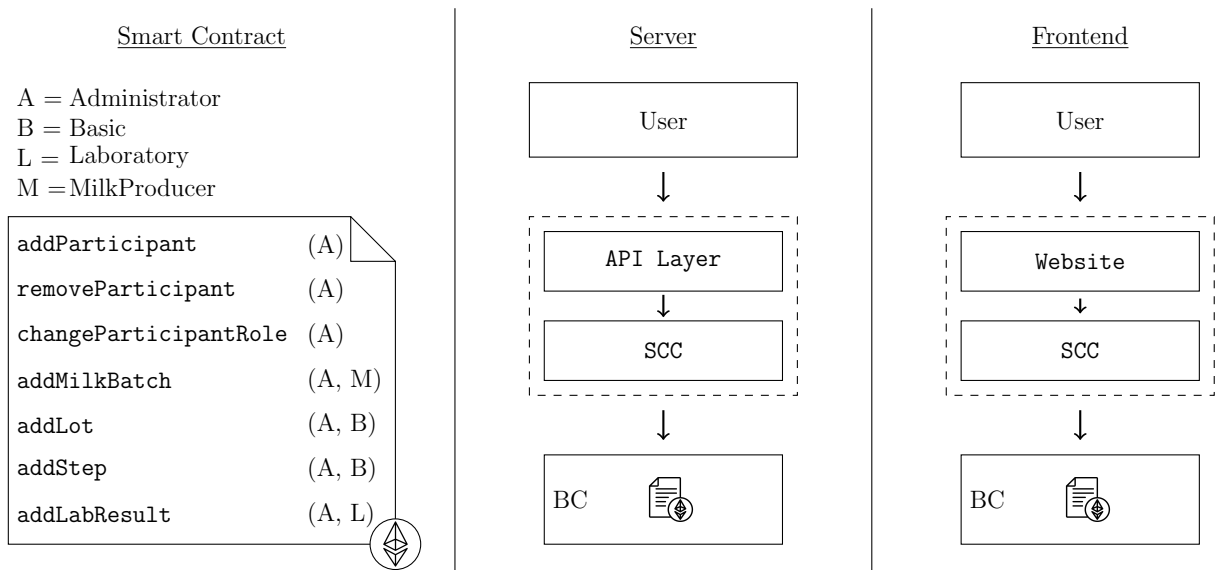 Smart Contract
A = Administrator
B = Basic
L = Laboratory
M =MilkProducer
addParticipant (A)
removeParticipant (A)
changeParticipantRole (A)
addMilkBatch (A, M)
addLot (A, B)
addStep (A, B)
addLabResult (A, L)
Server
User
API Layer
SCC
BC
Frontend
User
Website
SCC
BC